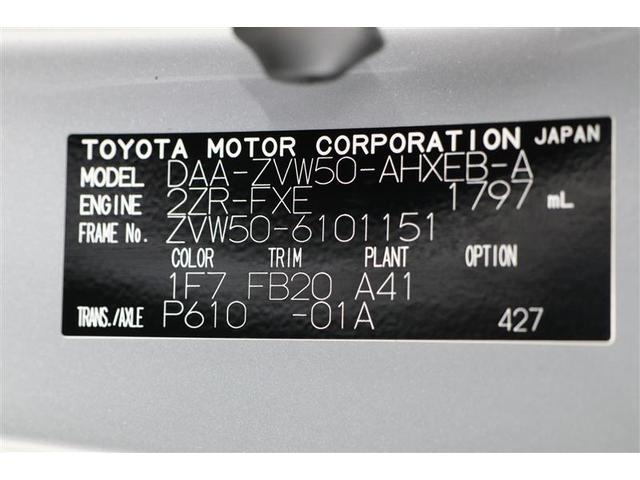 TOYOTA MOTOR CORPORATION JAPAN
MODEL DAA-ZVW50-AHXEB-A
ENGINE 2ZR-FXE 1797 mL
FRAME No. ZVW50-6101151
COLOR TRIM PLANT OPTION
1F7 FB20 A41
TRANS./AXLE P610 -01A 427